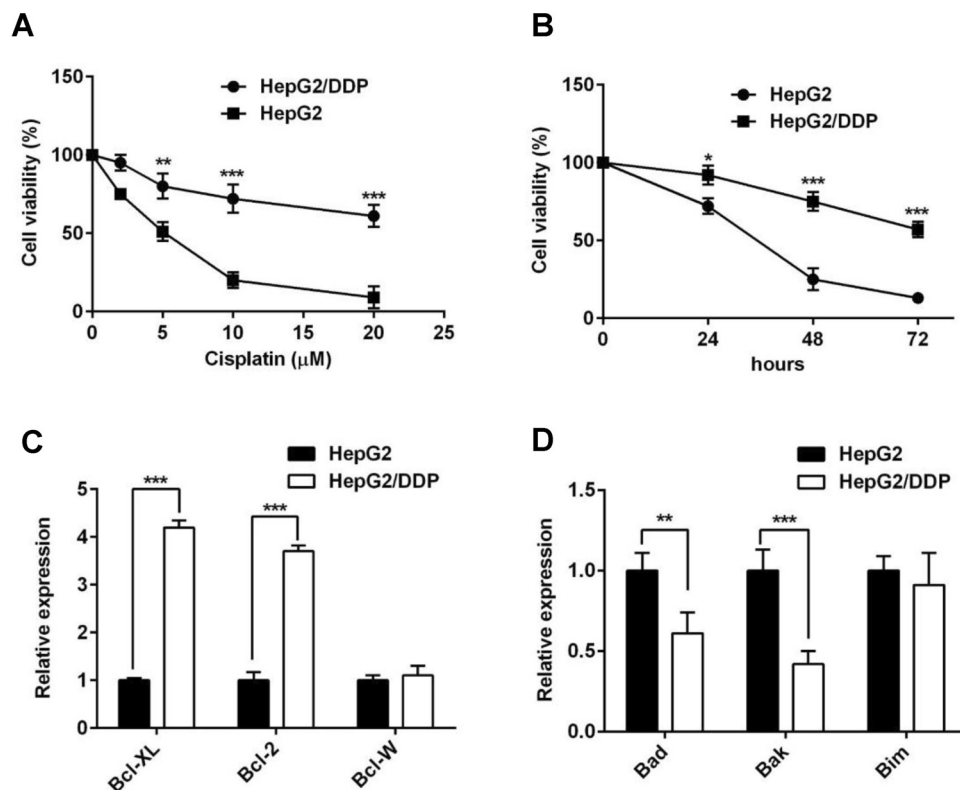 A
HepG2/DDP
HepG2
Cell viability (%)
150
100
50
0
**
***
***
0 5 10 15 20 25
Cisplatin (μM)
B
HepG2
HepG2/DDP
Cell viability (%)
150
100
50
0
*
***
***
0 24 48 72
hours
C
HepG2
HepG2/DDP
Relative expression
5
4
3
2
1
0
***
***
Bcl-XL
Bcl-2
Bcl-W
D
HepG2
HepG2/DDP
Relative expression
1.5
1.0
0.5
0.0
**
***
Bad
Bak
Bim